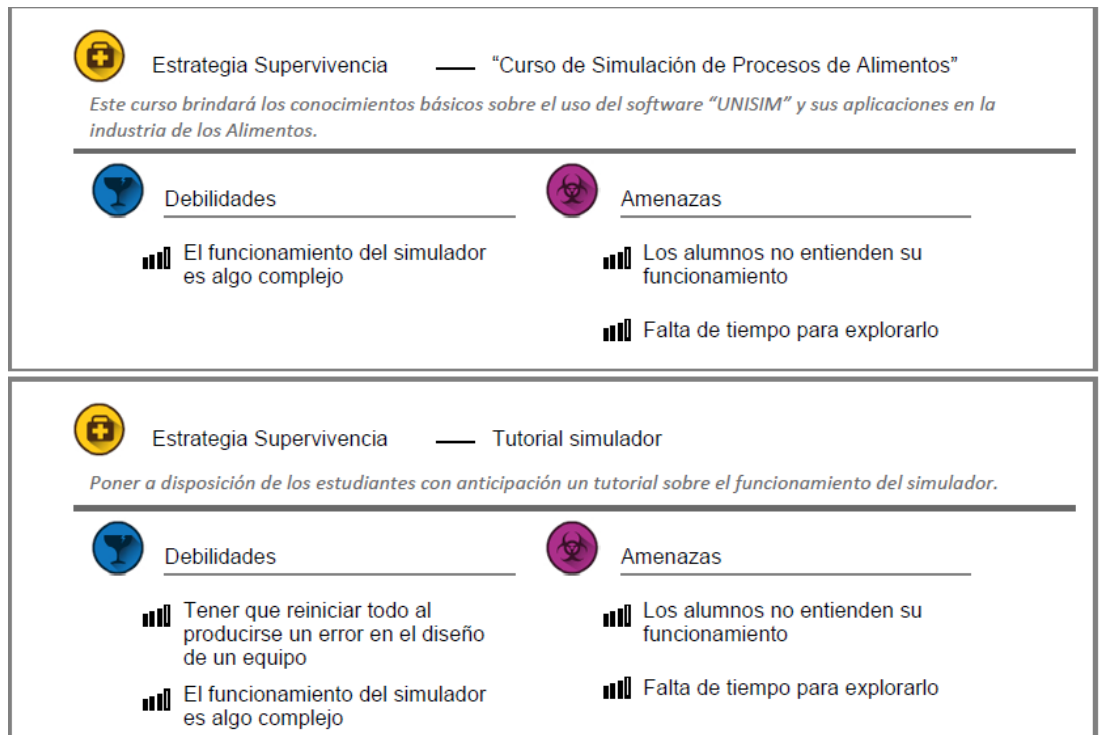 Estrategia Supervivencia — “Curso de Simulación de Procesos de Alimentos”
Este curso brindará los conocimientos básicos sobre el uso del software “UNISIM” y sus aplicaciones en la
industria de los Alimentos.
Debilidades
El funcionamiento del simulador
es algo complejo
Amenazas
Los alumnos no entienden su
funcionamiento
Falta de tiempo para explorarlo
Estrategia Supervivencia — Tutorial simulador
Poner a disposición de los estudiantes con anticipación un tutorial sobre el funcionamiento del simulador.
Debilidades
Tener que reiniciar todo al
producirse un error en el diseño
de un equipo
El funcionamiento del simulador
es algo complejo
Amenazas
Los alumnos no entienden su
funcionamiento
Falta de tiempo para explorarlo